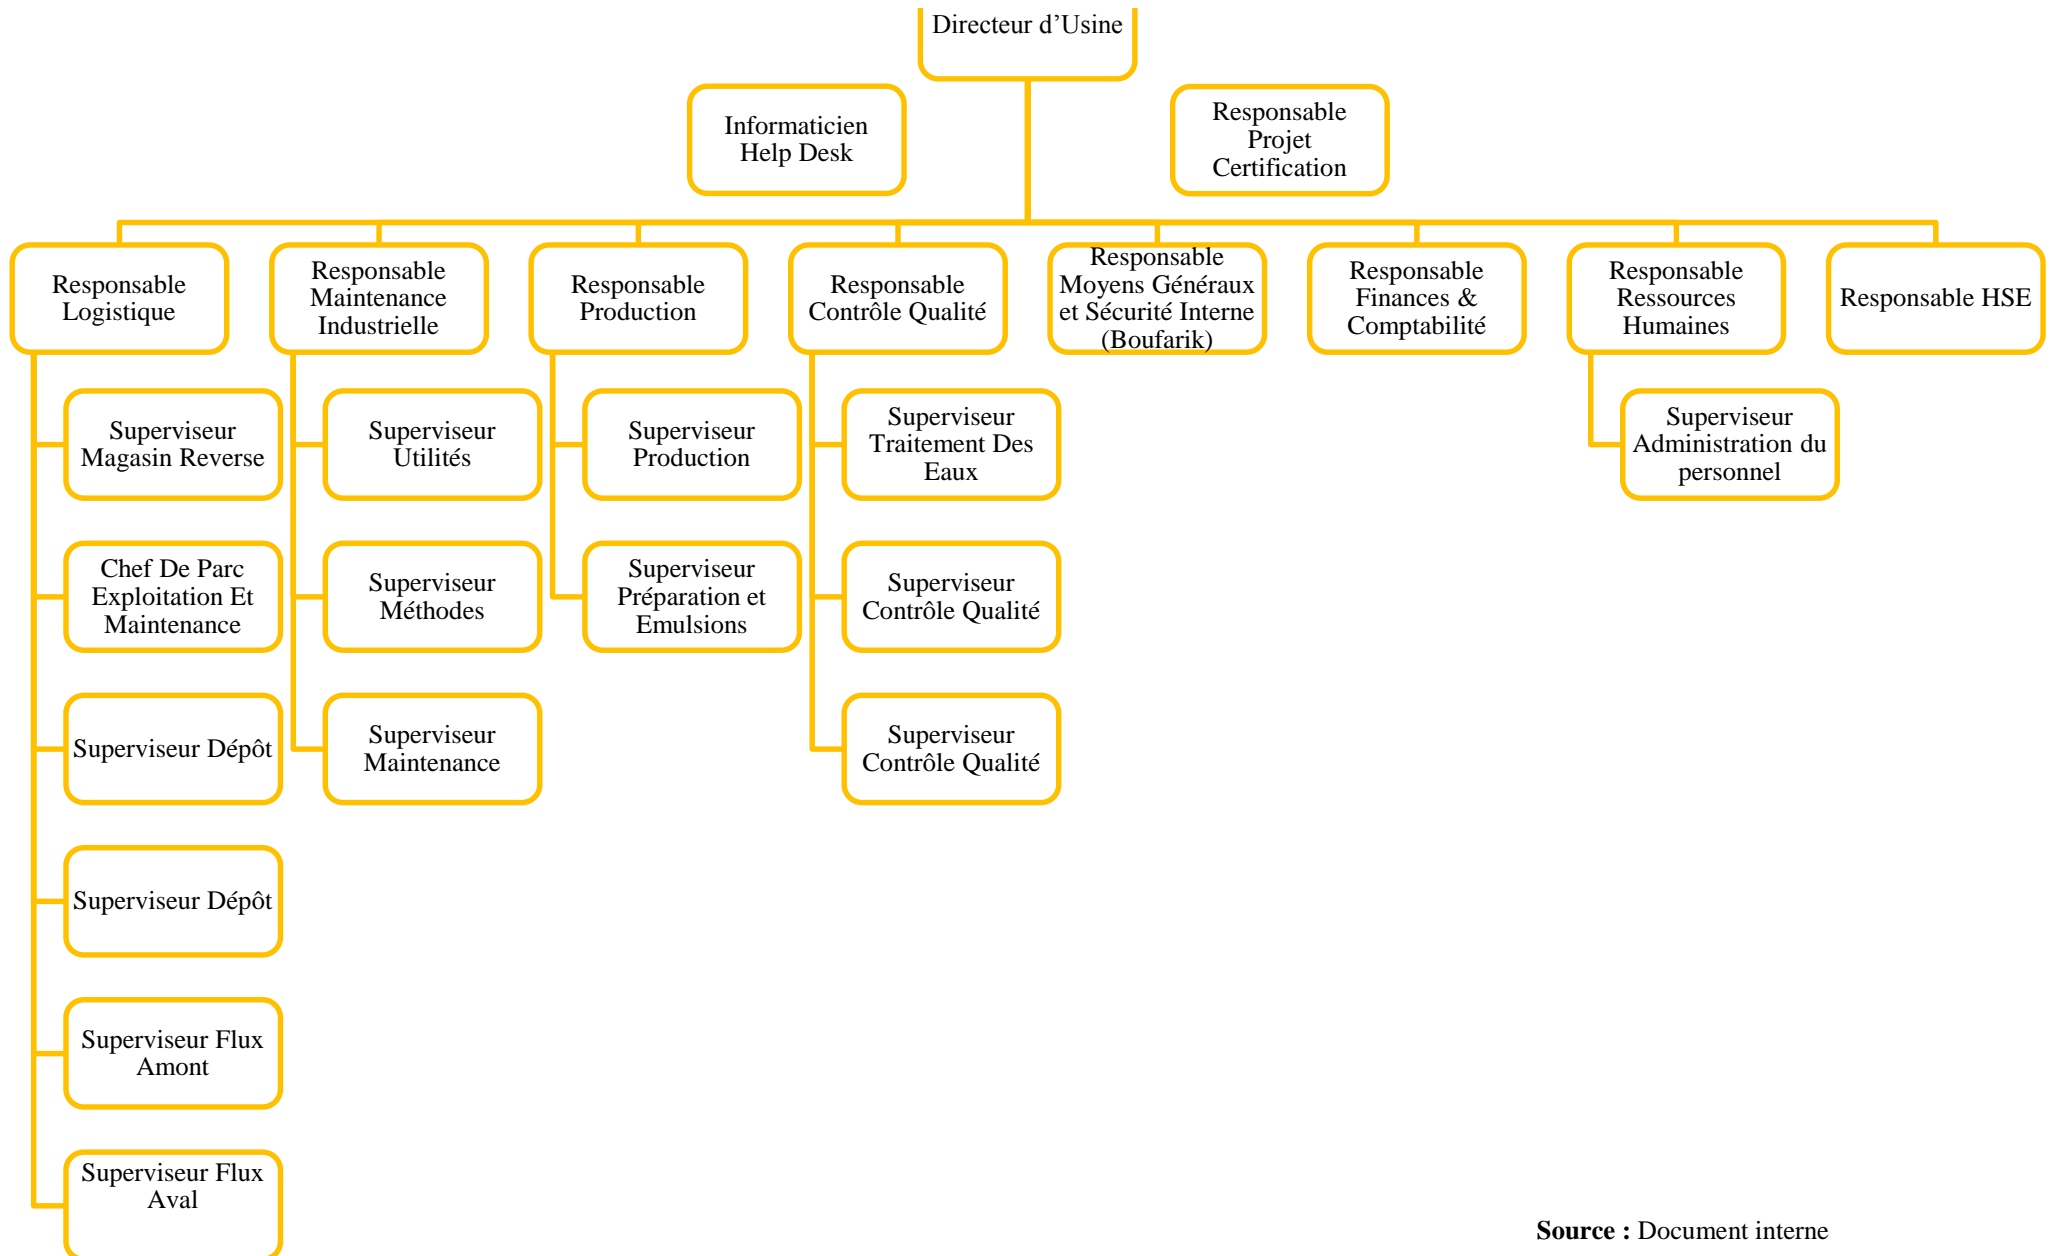 Directeur d’Usine
Informaticien
Help Desk
Responsable
Projet
Certification
Responsable
Logistique
Responsable
Maintenance
Industrielle
Responsable
Production
Responsable
Contrôle Qualité
Responsable
Moyens Généraux
et Sécurité Interne
(Boufarik)
Responsable
Finances &
Comptabilité
Responsable
Ressources
Humaines
Responsable HSE
Superviseur
Magasin Reverse
Superviseur
Utilités
Superviseur
Production
Superviseur
Traitement Des
Eaux
Superviseur
Administration du
personnel
Chef De Parc
Exploitation Et
Maintenance
Superviseur
Méthodes
Superviseur
Préparation et
Emulsions
Superviseur
Contrôle Qualité
Superviseur Dépôt
Superviseur
Maintenance
Superviseur
Contrôle Qualité
Superviseur Dépôt
Superviseur Flux
Amont
Superviseur Flux
Aval
Source : Document interne